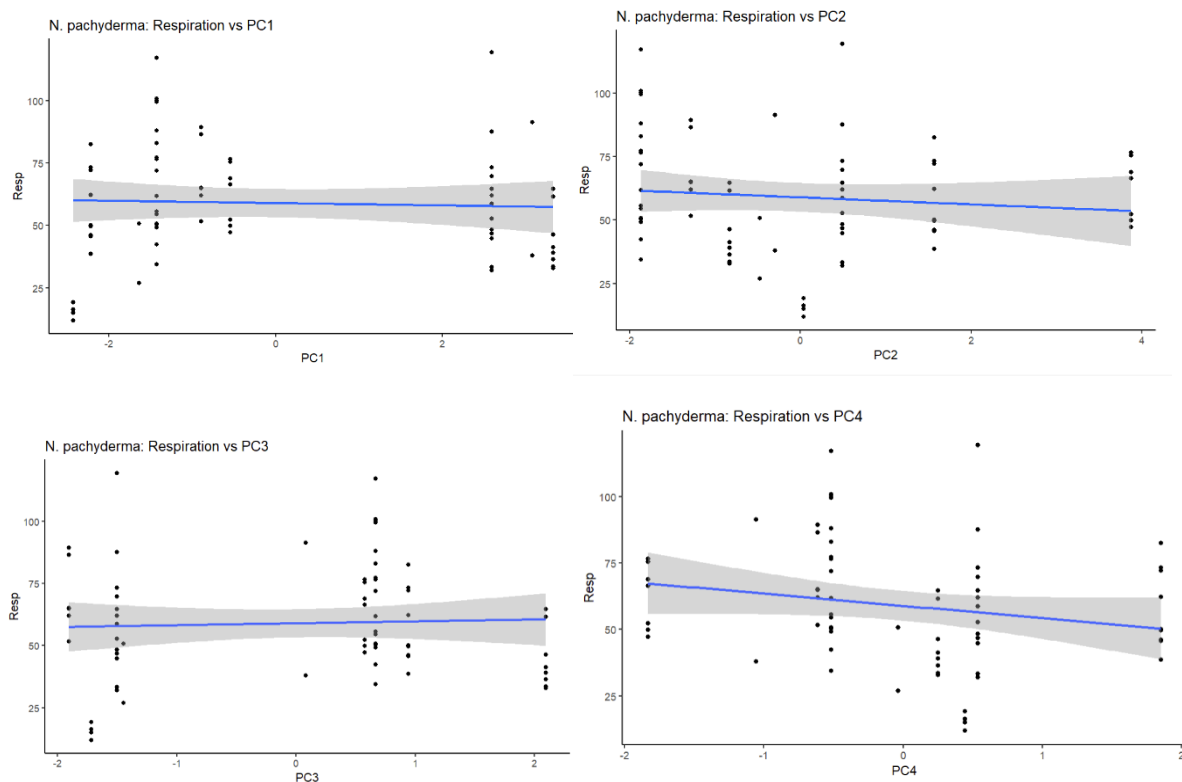 N. pachyderma: Respiration vs PC1
100
75
50
25
Resp
-2
0
2
PC1
N. pachyderma: Respiration vs PC2
100
75
50
25
Resp
-2
0
2
4
PC2
N. pachyderma: Respiration vs PC3
100
75
50
25
Resp
-2
-1
0
1
2
PC3
N. pachyderma: Respiration vs PC4
100
75
50
25
Resp
-2
-1
0
1
2
PC4